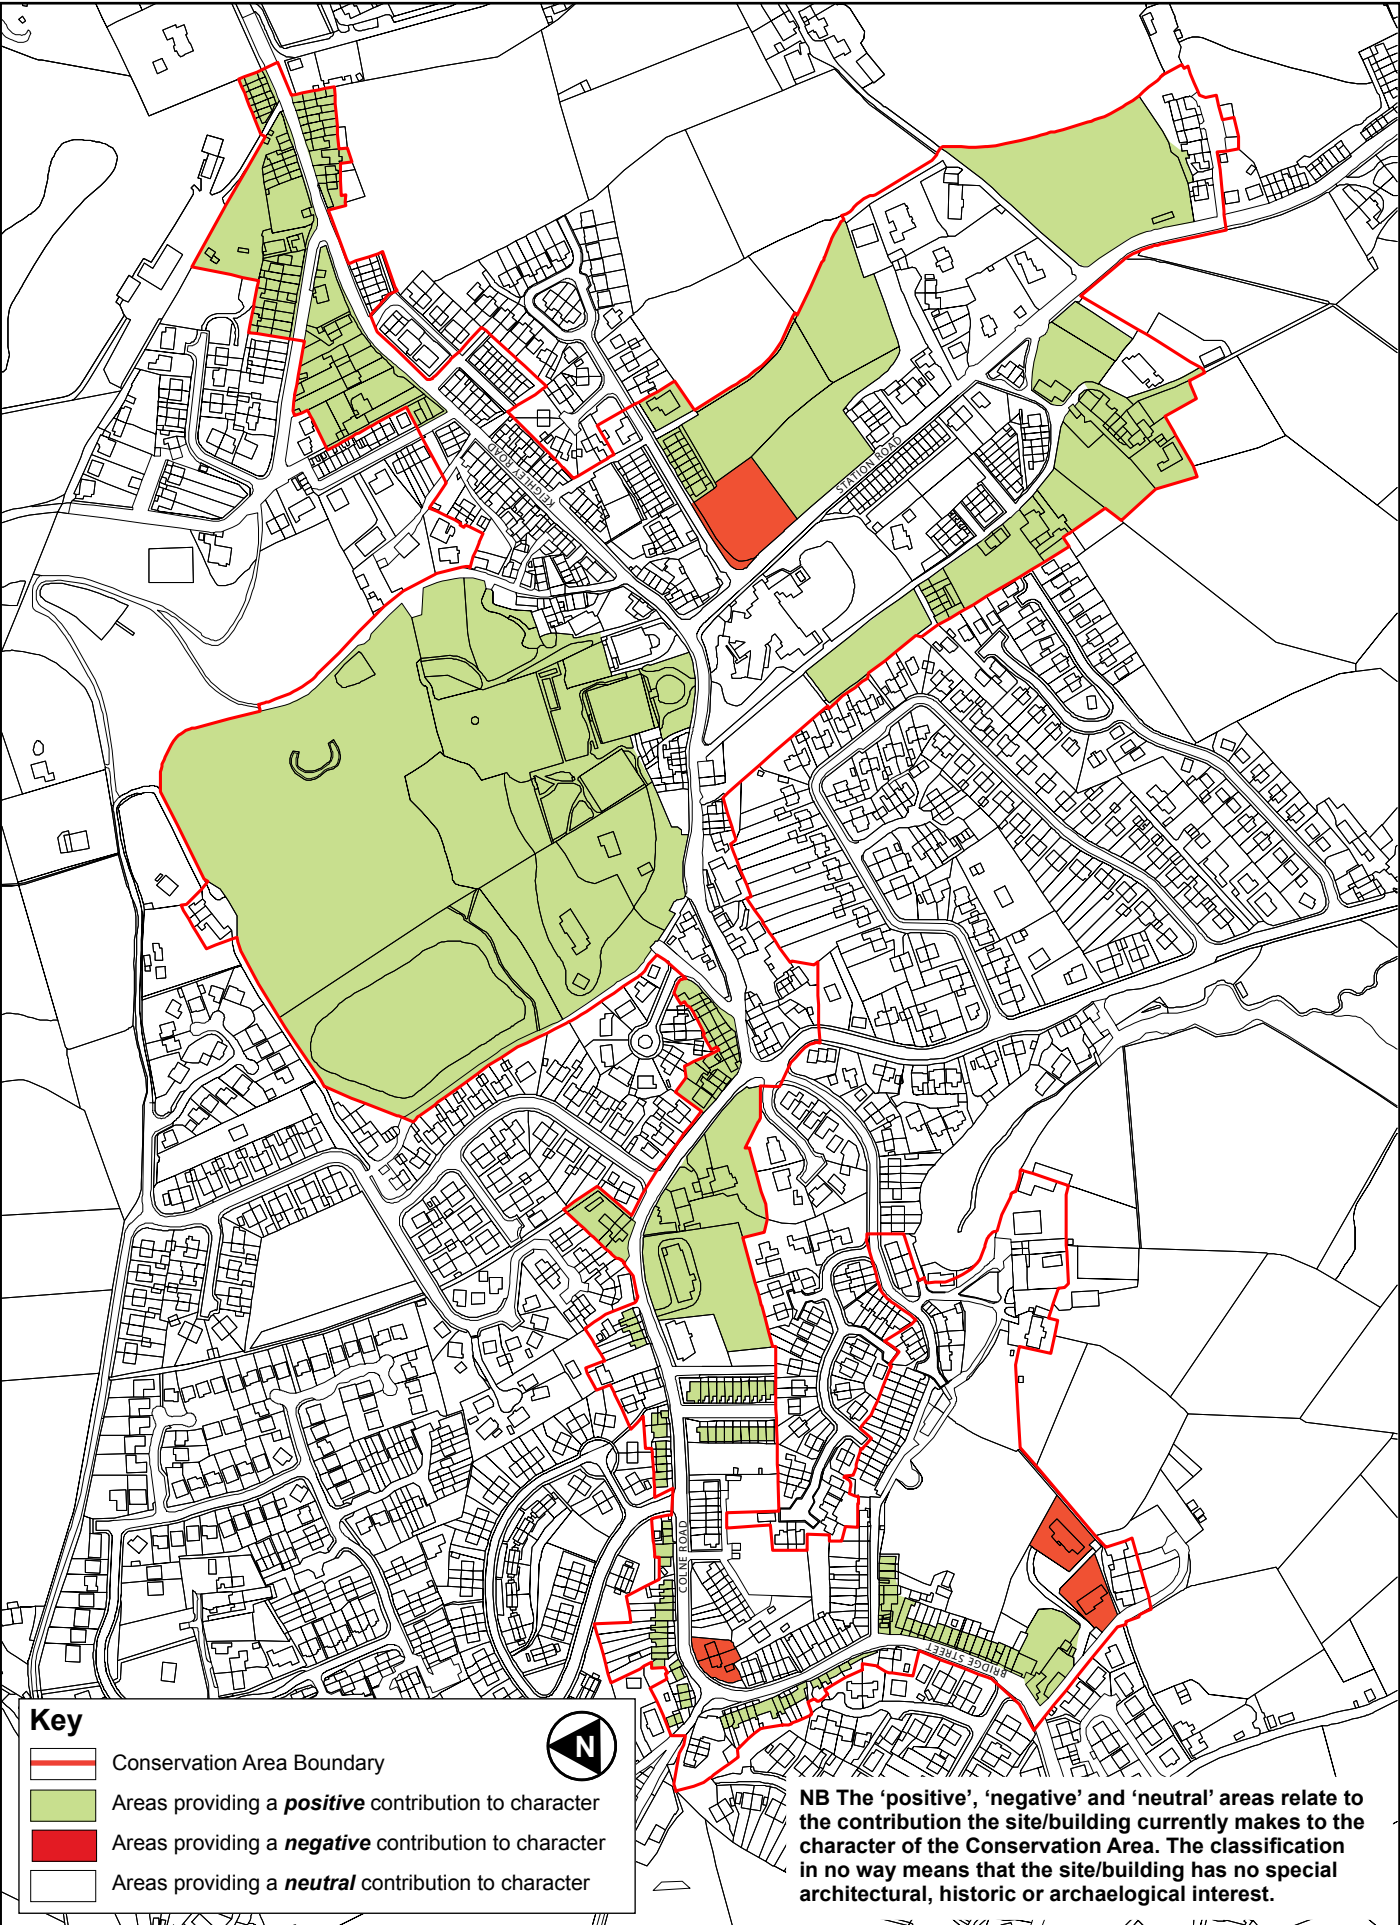 KEIGHLEY ROAD
STATION ROAD
COLNE ROAD
BRIDGE STREET
Key
Conservation Area Boundary
Areas providing a positive contribution to character
Areas providing a negative contribution to character
Areas providing a neutral contribution to character
N
NB The ‘positive’, ‘negative’ and ‘neutral’ areas relate to
the contribution the site/building currently makes to the
character of the Conservation Area. The classification
in no way means that the site/building has no special
architectural, historic or archaelogical interest.